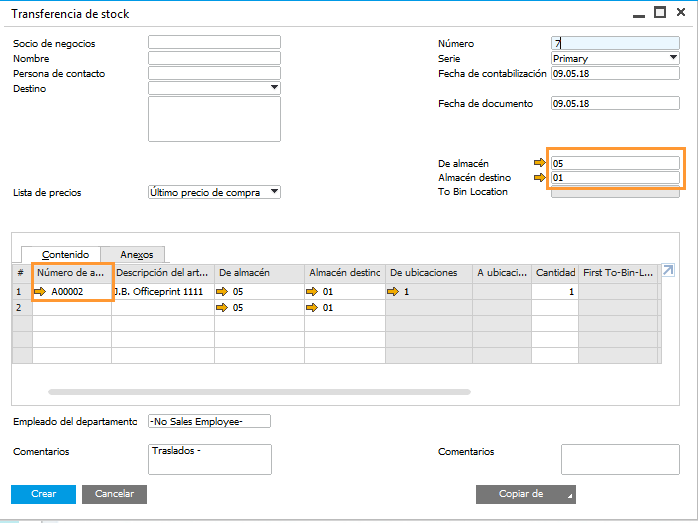 Transferencia de stock
Socio de negocios
Nombre
Persona de contacto
Destino
Número 7
Serie Primary
Fecha de contabilización 09.05.18
Fecha de documento 09.05.18
De almacén 05
Almacén destino 01
To Bin Location
Lista de precios Último precio de compra
Contenido Anexos
# Número de a... Descripción del art... De almacén Almacén destino De ubicaciones A ubicaci... Cantidad First To-Bin-L...
1 A00002 J.B. Officeprint 1111 05 01 1 1
2 05 01
Empleado del departamento -No Sales Employee-
Comentarios Traslados -
Comentarios
Crear Cancelar Copiar de